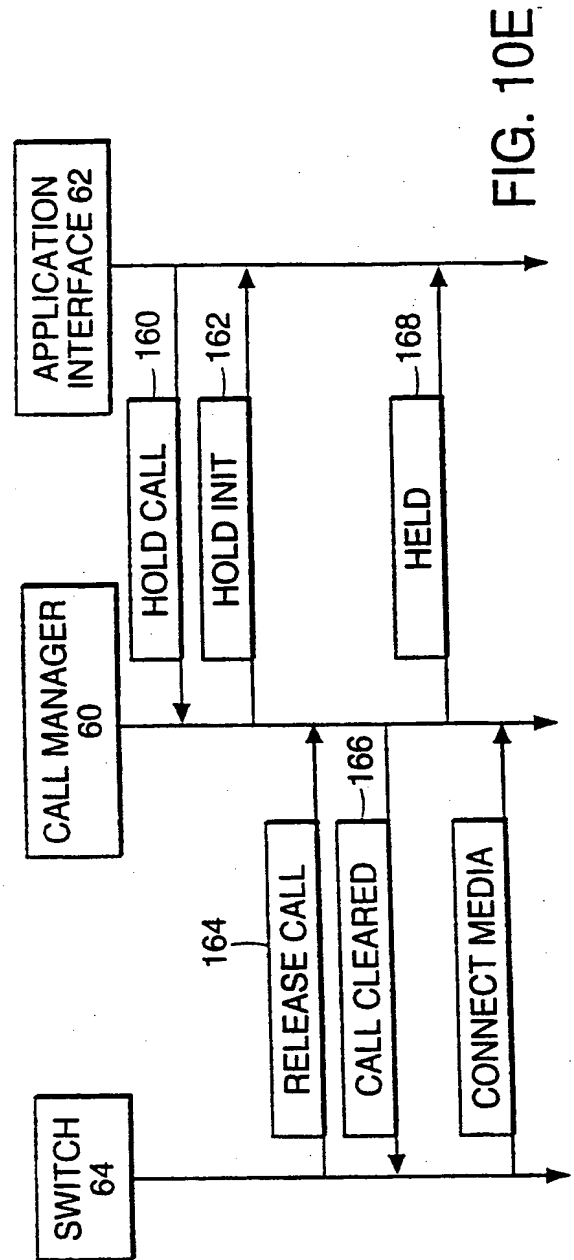 SWITCH
64
CALL MANAGER
60
APPLICATION
INTERFACE 62
HOLD CALL
160
HOLD INIT
162
164
RELEASE CALL
CALL CLEARED
166
HELD
168
CONNECT MEDIA
FIG. 10E